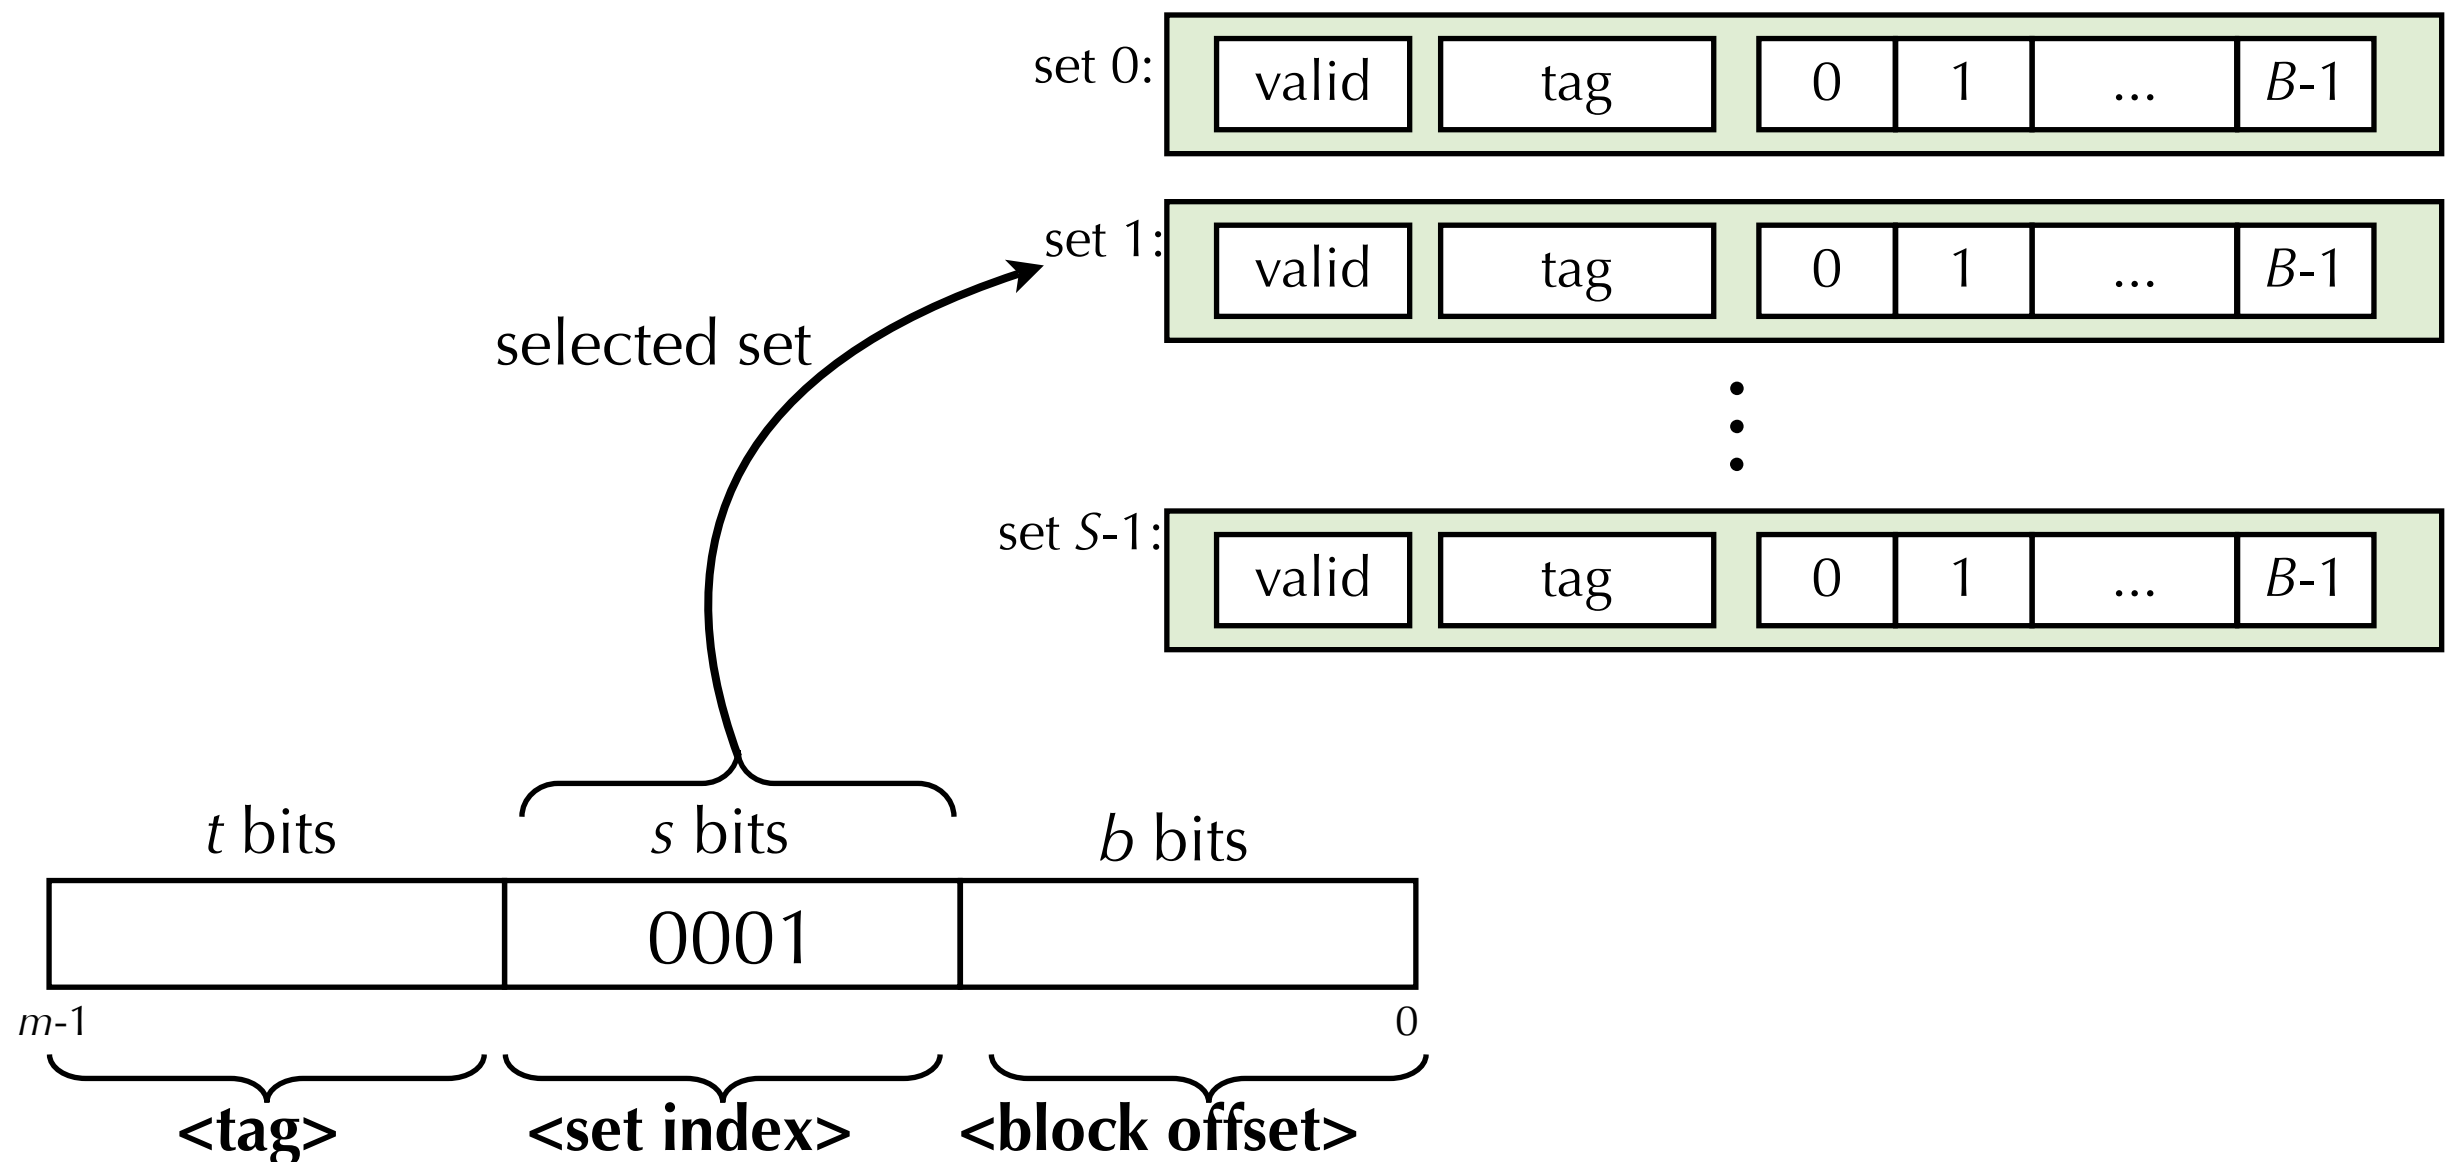 set 0: valid tag 0 1 ... B-1
set 1: valid tag 0 1 ... B-1
selected set
set S-1: valid tag 0 1 ... B-1
t bits s bits b bits
0001
m-1 0
<tag> <set index> <block offset>